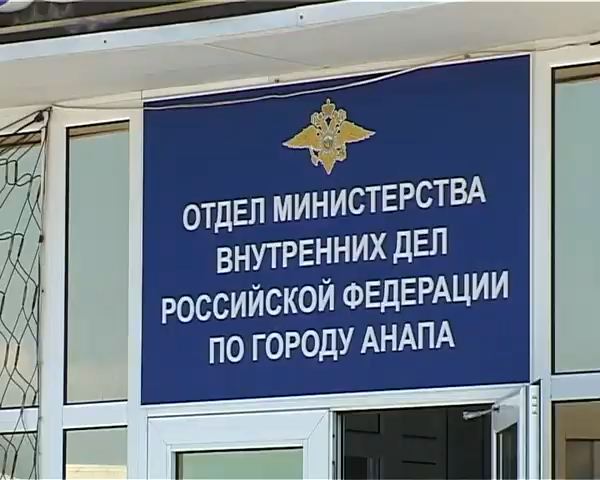 ОТДЕЛ МИНИСТЕРСТВА
ВНУТРЕННИХ ДЕЛ
РОССИЙСКОЙ ФЕДЕРАЦИИ
ПО ГОРОДУ АНАПА